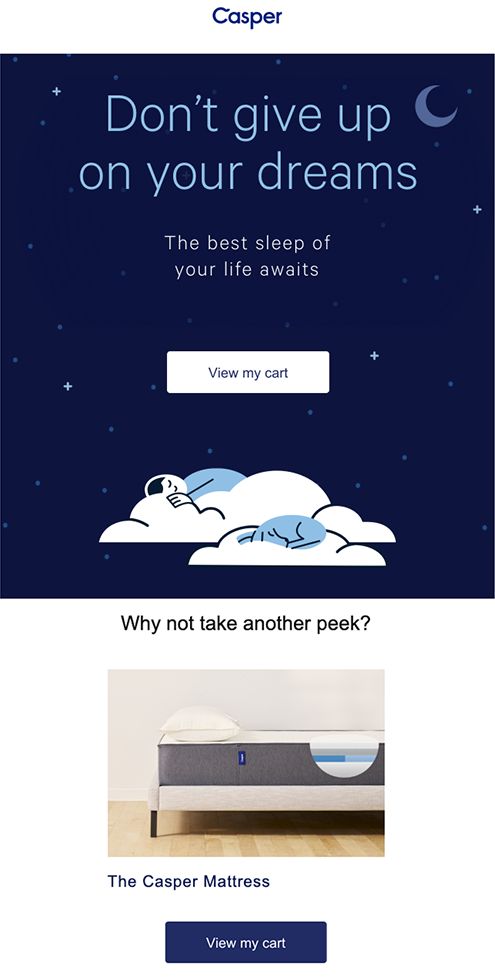 Casper
Don't give up
on your dreams
The best sleep of
your life awaits
View my cart
Why not take another peek?
The Casper Mattress
View my cart